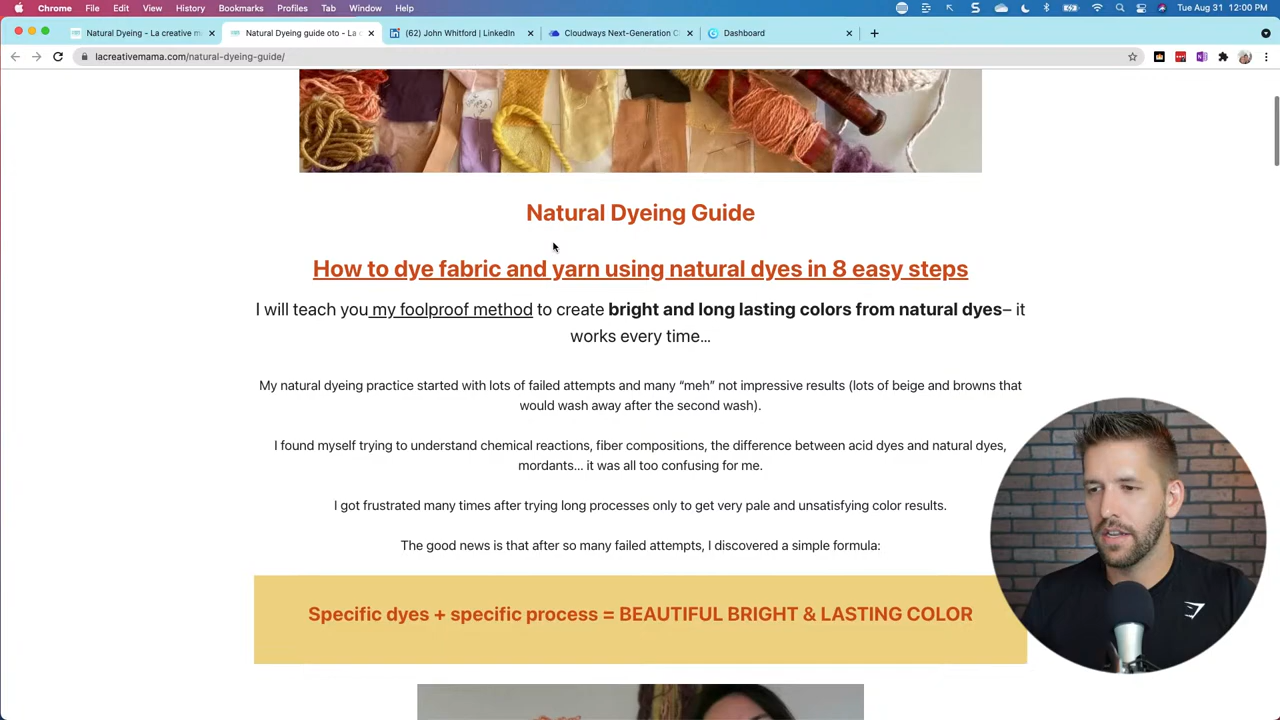 Chrome File Edit View History Bookmarks Profiles Tab Window Help Tue Aug 31 12:00 PM
Natural Dyeing - La creative m
Natural Dyeing guide oto - La c
(62) John Whitford | LinkedIn
Cloudways Next-Generation C
Dashboard
lacreativemama.com/natural-dyeing-guide/
Natural Dyeing Guide
How to dye fabric and yarn using natural dyes in 8 easy steps
I will teach you my foolproof method to create bright and long lasting colors from natural dyes– it
works every time…
My natural dyeing practice started with lots of failed attempts and many “meh” not impressive results (lots of beige and browns that
would wash away after the second wash).
I found myself trying to understand chemical reactions, fiber compositions, the difference between acid dyes and natural dyes,
mordants… it was all too confusing for me.
I got frustrated many times after trying long processes only to get very pale and unsatisfying color results.
The good news is that after so many failed attempts, I discovered a simple formula:
Specific dyes + specific process = BEAUTIFUL BRIGHT & LASTING COLOR